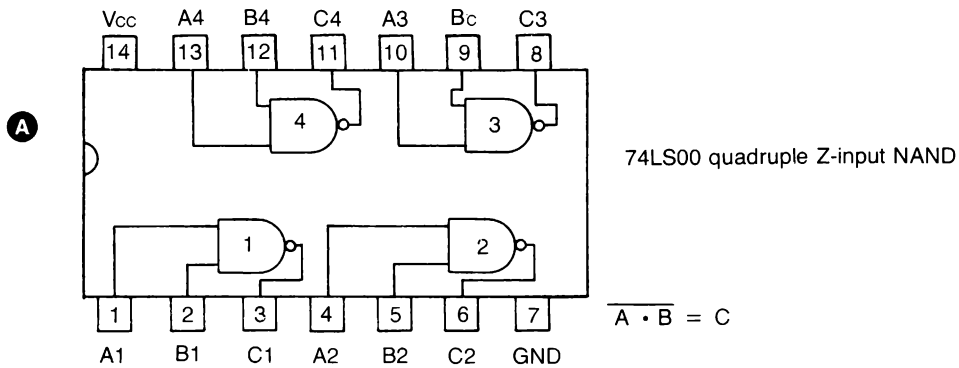 VCC A4 B4 C4 A3 BC C3
14 13 12 11 10 9 8
A
4 3
74LS00 quadruple Z-input NAND
1 2
1 2 3 4 5 6 7
A • B = C
A1 B1 C1 A2 B2 C2 GND